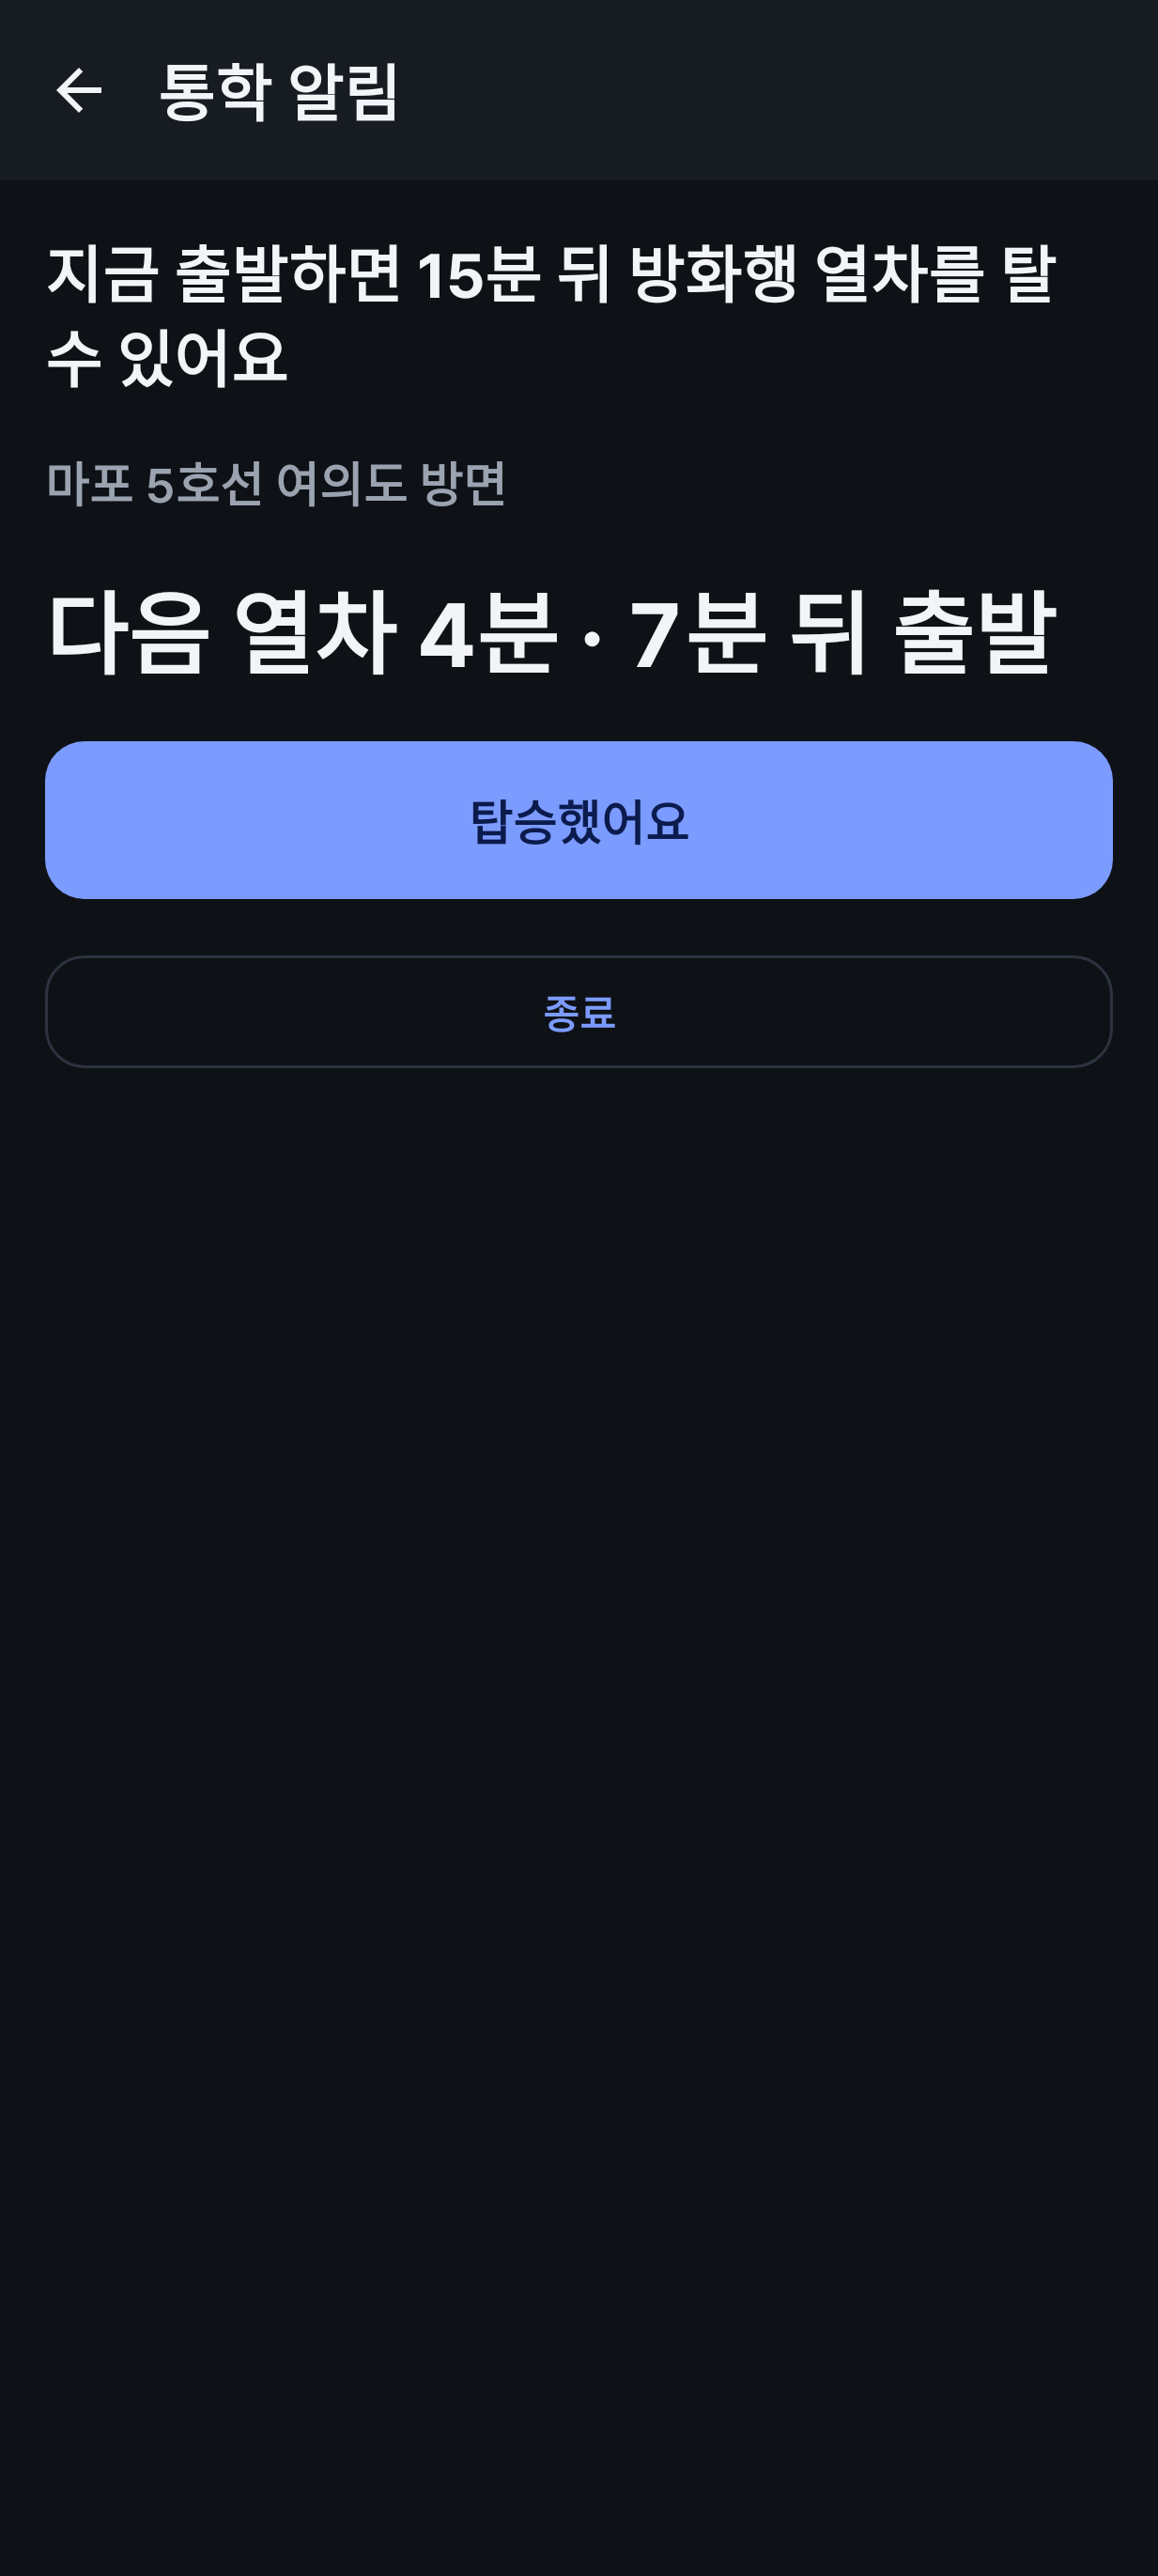 통학 알림
지금 출발하면 15분 뒤 방화행 열차를 탈
수 있어요
마포 5호선 여의도 방면
다음 열차 4분 · 7분 뒤 출발
탑승했어요
종료